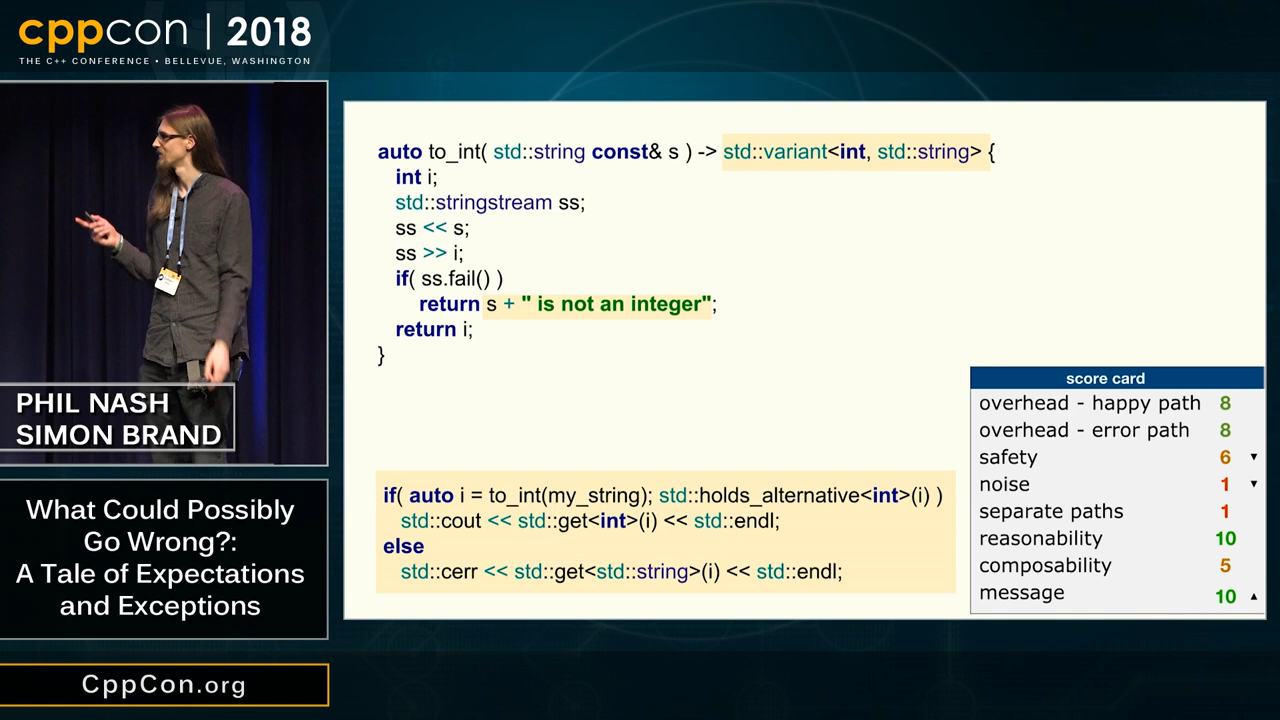 cppcon | 2018
THE C++ CONFERENCE • BELLEVUE, WASHINGTON
PHIL NASH
SIMON BRAND
What Could Possibly
Go Wrong?:
A Tale of Expectations
and Exceptions
CppCon.org
auto to_int( std::string const& s ) -> std::variant<int, std::string> {
int i;
std::stringstream ss;
ss << s;
ss >> i;
if( ss.fail() )
return s + " is not an integer";
return i;
}
if( auto i = to_int(my_string); std::holds_alternative<int>(i) )
std::cout << std::get<int>(i) << std::endl;
else
std::cerr << std::get<std::string>(i) << std::endl;
score card
overhead - happy path 8
overhead - error path 8
safety 6 ▼
noise 1 ▼
separate paths 1
reasonability 10
composability 5
message 10 ▲